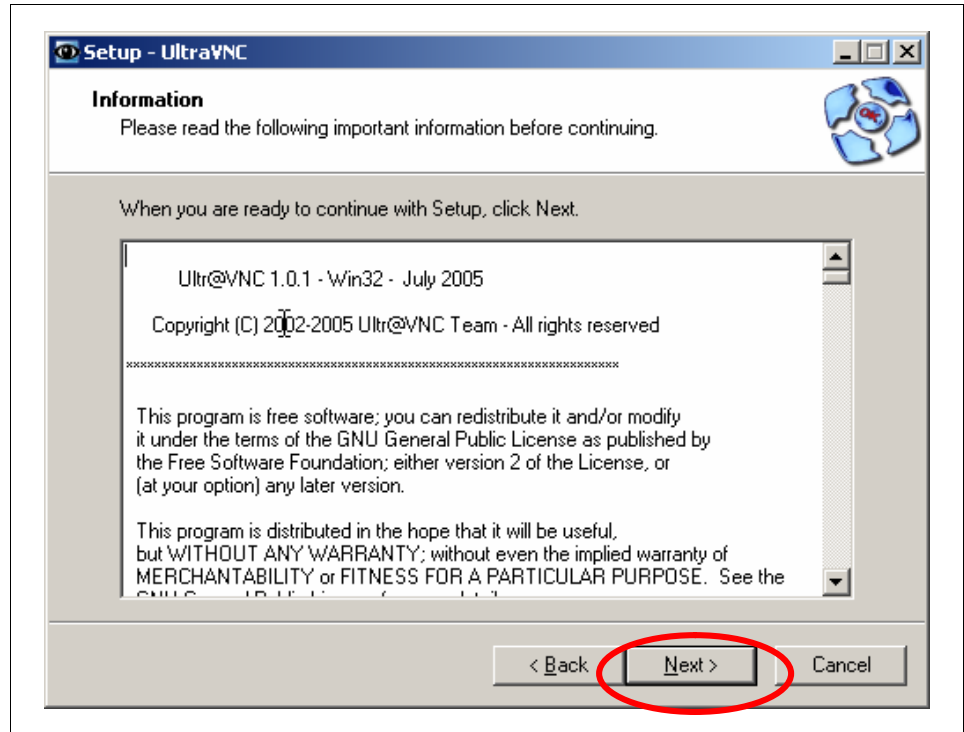 Setup - UltraVNC
Information
Please read the following important information before continuing.
When you are ready to continue with Setup, click Next.
Ultr@VNC 1.0.1 - Win32 - July 2005
Copyright (C) 2002-2005 Ultr@VNC Team - All rights reserved
This program is free software; you can redistribute it and/or modify
it under the terms of the GNU General Public License as published by
the Free Software Foundation; either version 2 of the License, or
(at your option) any later version.
This program is distributed in the hope that it will be useful,
but WITHOUT ANY WARRANTY; without even the implied warranty of
MERCHANTABILITY or FITNESS FOR A PARTICULAR PURPOSE. See the
< Back
Next >
Cancel